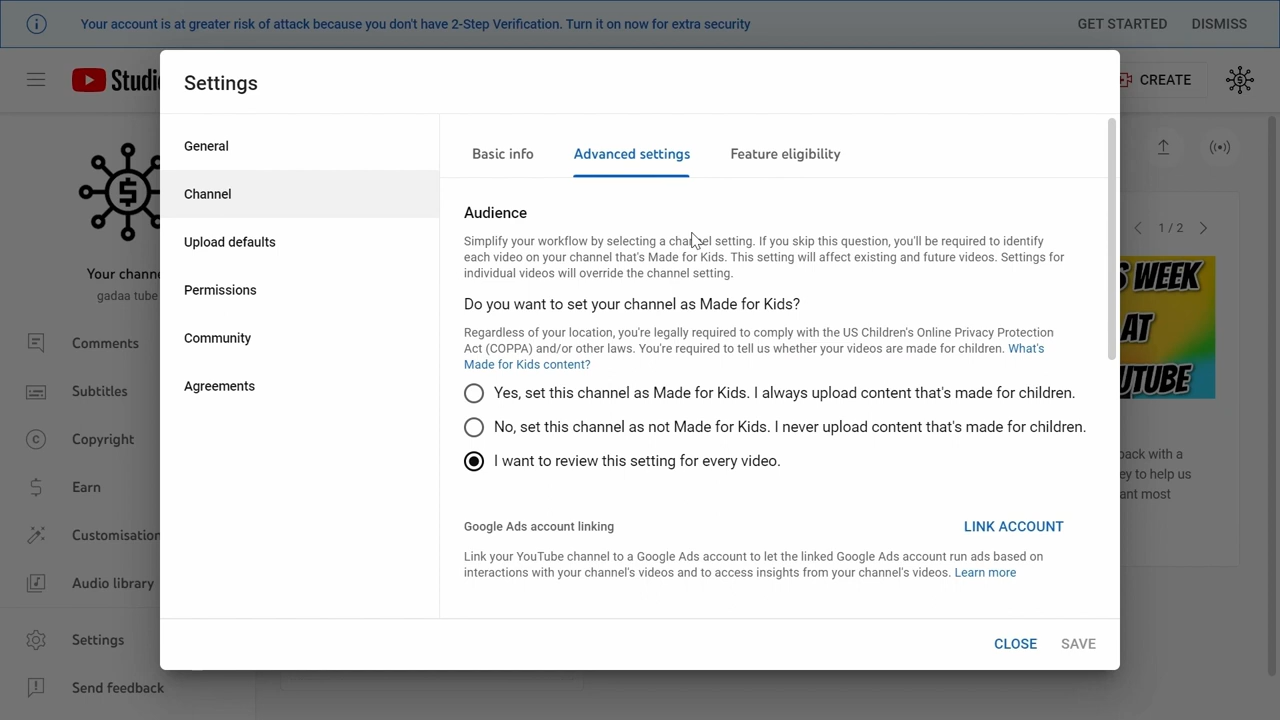 Your account is at greater risk of attack because you don't have 2-Step Verification. Turn it on now for extra security
GET STARTED
DISMISS
CREATE
Settings
General
Channel
Upload defaults
Permissions
Community
Agreements
Basic info
Advanced settings
Feature eligibility
Audience
Simplify your workflow by selecting a channel setting. If you skip this question, you'll be required to identify
each video on your channel that's Made for Kids. This setting will affect existing and future videos. Settings for
individual videos will override the channel setting.
Do you want to set your channel as Made for Kids?
Regardless of your location, you're legally required to comply with the US Children's Online Privacy Protection
Act (COPPA) and/or other laws. You're required to tell us whether your videos are made for children. What's
Made for Kids content?
Yes, set this channel as Made for Kids. I always upload content that's made for children.
No, set this channel as not Made for Kids. I never upload content that's made for children.
I want to review this setting for every video.
Google Ads account linking
LINK ACCOUNT
Link your YouTube channel to a Google Ads account to let the linked Google Ads account run ads based on
interactions with your channel's videos and to access insights from your channel's videos. Learn more
CLOSE
SAVE
$
gadaa tube
Your
Comments
Subtitles
Copyright
Earn
Audio library
Settings
Send feedback
1 / 2
WEEK
AT
back with a
to help us
most